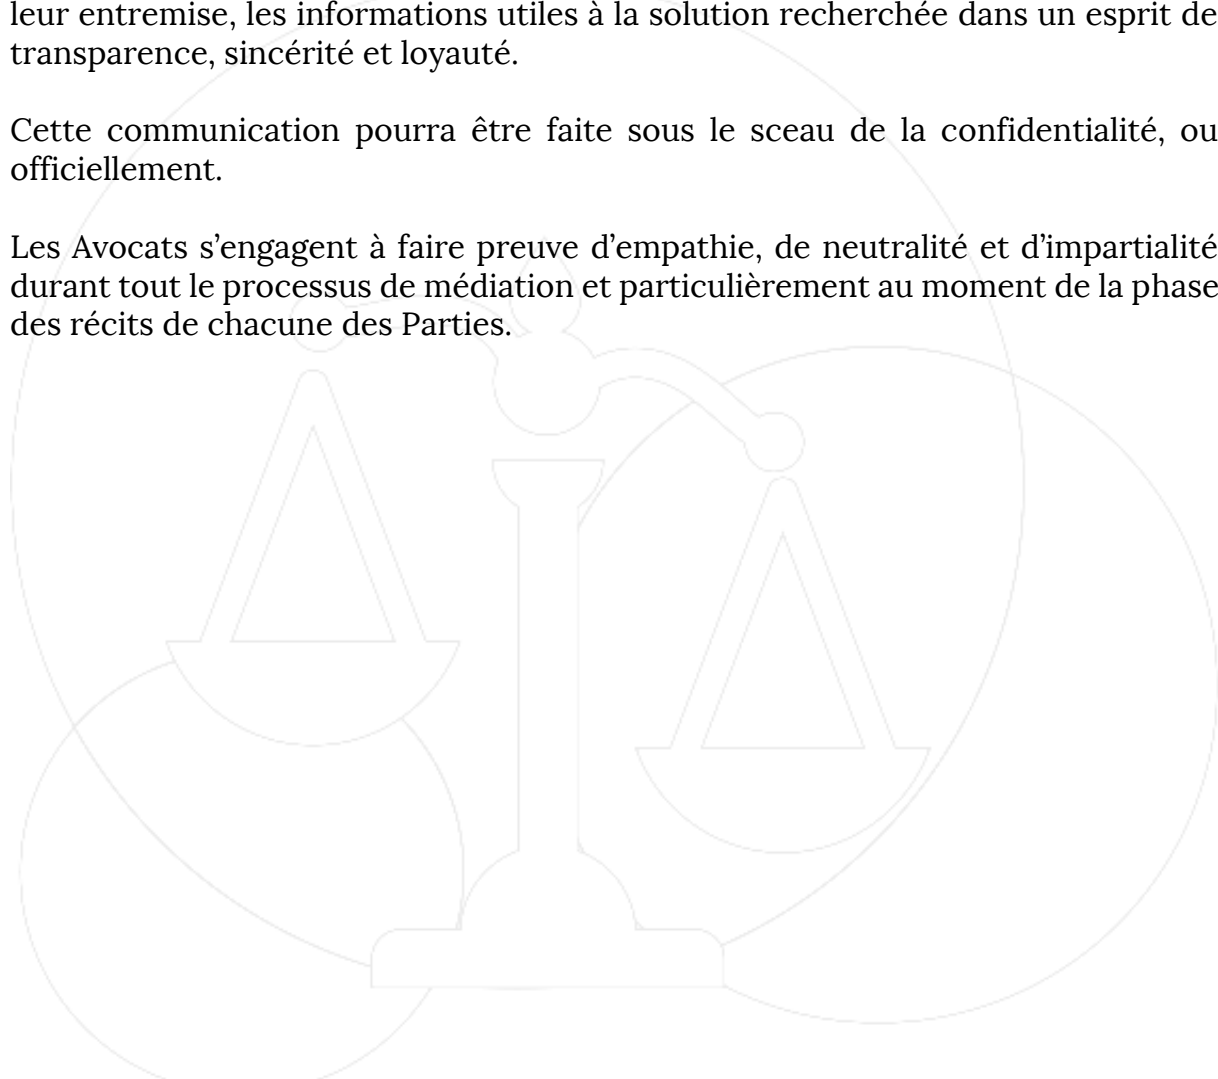 leur entremise, les informations utiles à la solution recherchée dans un esprit de
transparence, sincérité et loyauté.
Cette communication pourra être faite sous le sceau de la confidentialité, ou
officiellement.
Les Avocats s’engagent à faire preuve d’empathie, de neutralité et d’impartialité
durant tout le processus de médiation et particulièrement au moment de la phase
des récits de chacune des Parties.